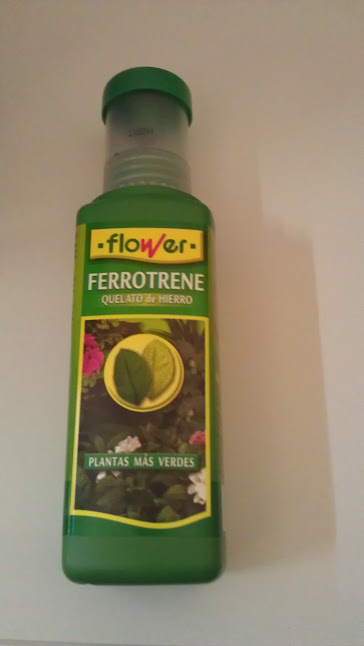 ·flower·
FERROTRENE
QUELATO de HIERRO
PLANTAS MÁS VERDES